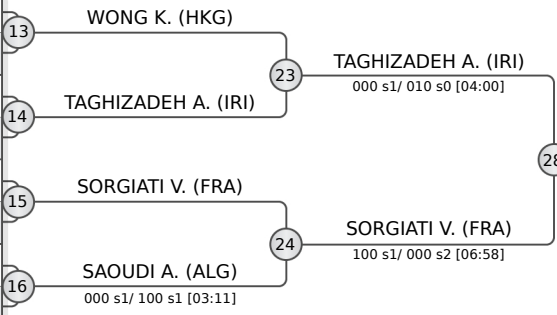 WONG K. (HKG)
13
TAGHIZADEH A. (IRI)
23
000 s1/ 010 s0 [04:00]
TAGHIZADEH A. (IRI)
14
28
SORGIATI V. (FRA)
15
SORGIATI V. (FRA)
24
100 s1/ 000 s2 [06:58]
SAOUDI A. (ALG)
16
000 s1/ 100 s1 [03:11]